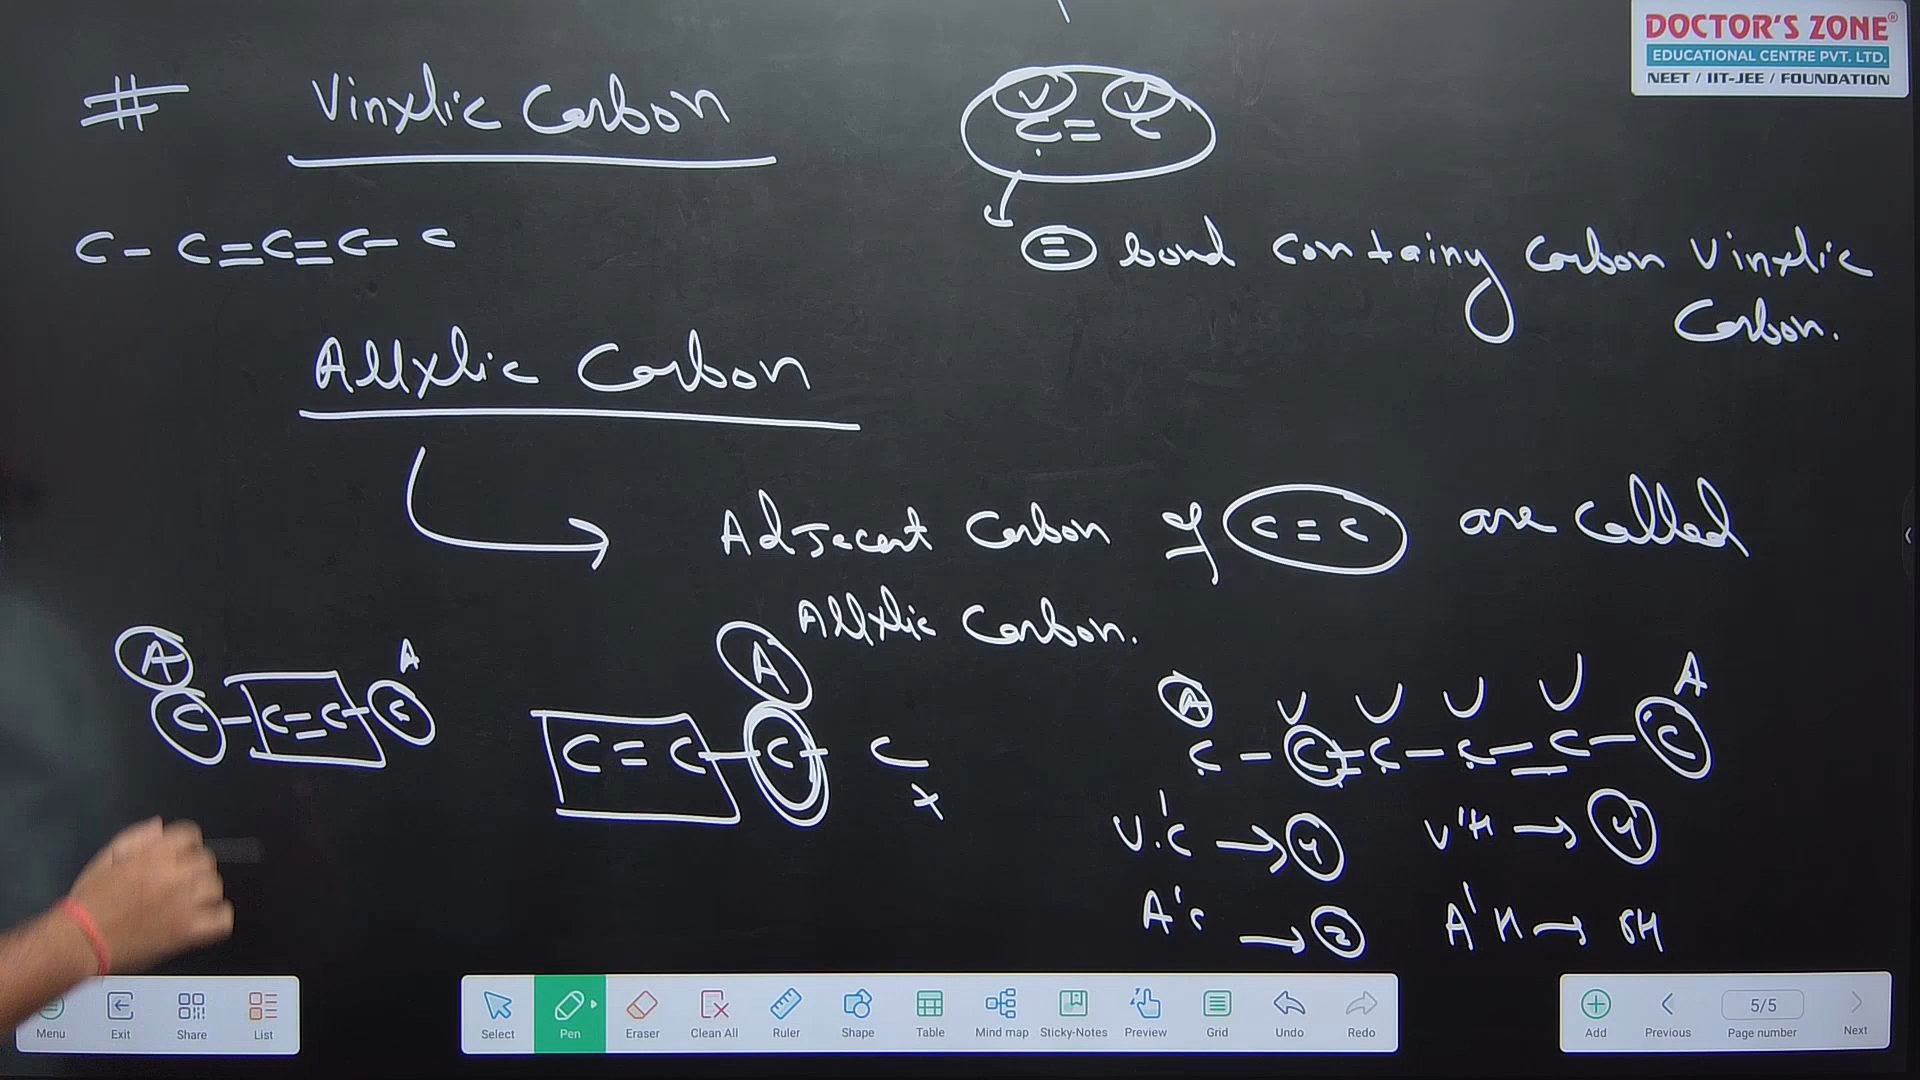 DOCTOR'S ZONE®
EDUCATIONAL CENTRE PVT. LTD.
NEET / IIT-JEE / FOUNDATION
# Vinylic Carbon
V V
C = C
C - C = C = C - C
= bond containy Carbon Vinylic
Carbon.
Allylic Carbon
Adjacent Carbon of C = C are called
Allylic Carbon.
A A
C - C = C - C
A
C = C - C - C
x
A V V V V A
C - C = C - C = C - C
V.'C → 4 V'H → 4
A'c → 2 A'H → 6H
Menu Exit Share List
Select Pen Eraser Clean All Ruler Shape Table Mind map Sticky-Notes Preview Grid Undo Redo
Add Previous 5/5 Page number Next